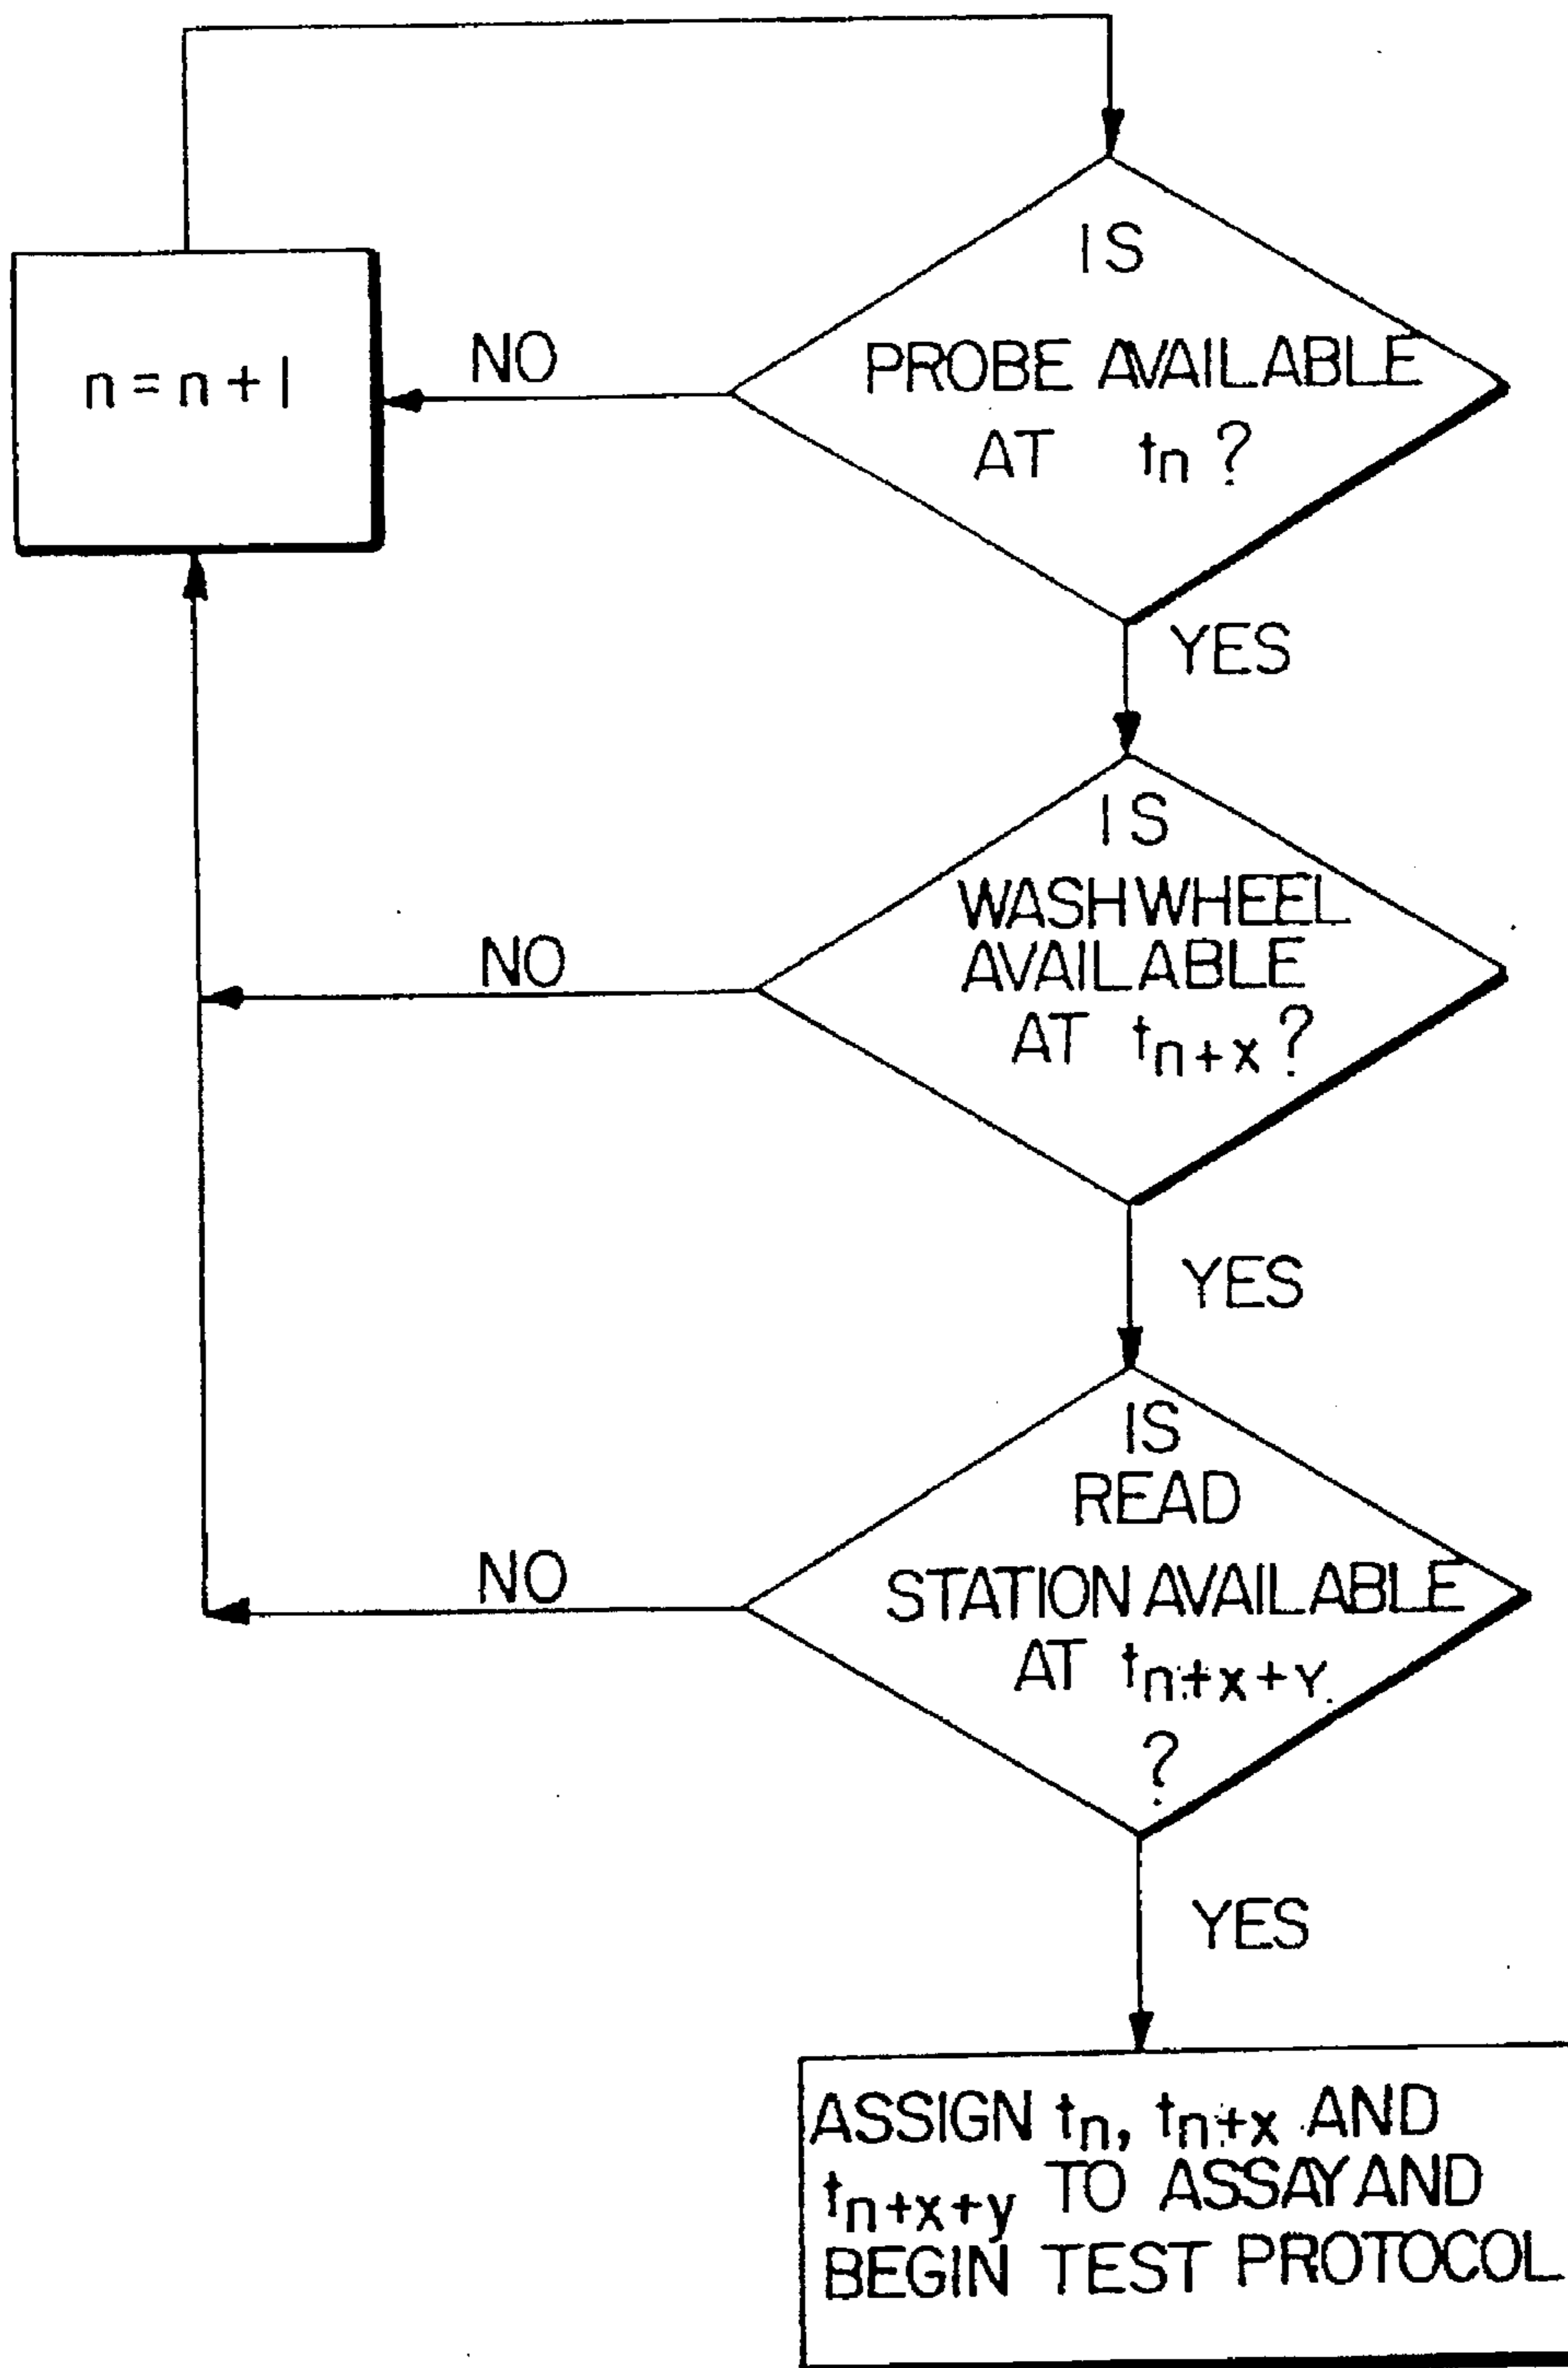 IS
PROBE AVAILABLE
AT tn ?
NO
n = n + 1
YES
IS
WASH WHEEL
AVAILABLE
AT tn+x ?
NO
YES
IS
READ
STATION AVAILABLE
AT tn+x+y
?
NO
YES
ASSIGN tn, tn+x AND
tn+x+y TO ASSAY AND
BEGIN TEST PROTOCOL